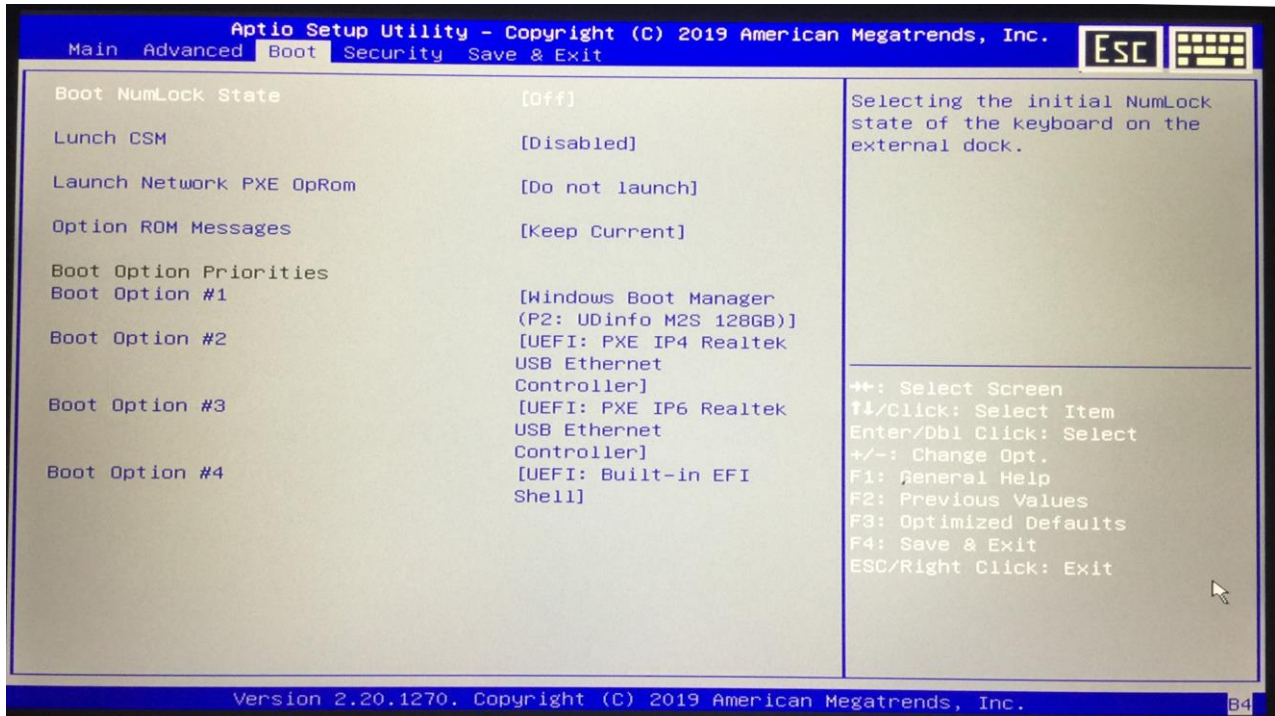 Aptio Setup Utility – Copyright (C) 2019 American Megatrends, Inc.
Main Advanced Boot Security Save & Exit
Esc
Boot NumLock State [Off]
Lunch CSM [Disabled]
Launch Network PXE OpRom [Do not launch]
Option ROM Messages [Keep Current]
Boot Option Priorities
Boot Option #1 [Windows Boot Manager
(P2: UDinfo M2S 128GB)]
Boot Option #2 [UEFI: PXE IP4 Realtek
USB Ethernet
Controller]
Boot Option #3 [UEFI: PXE IP6 Realtek
USB Ethernet
Controller]
Boot Option #4 [UEFI: Built-in EFI
Shell]
Selecting the initial NumLock
state of the keyboard on the
external dock.
→←: Select Screen
↑↓/Click: Select Item
Enter/Dbl Click: Select
+/-: Change Opt.
F1: General Help
F2: Previous Values
F3: Optimized Defaults
F4: Save & Exit
ESC/Right Click: Exit
Version 2.20.1270. Copyright (C) 2019 American Megatrends, Inc.
B4